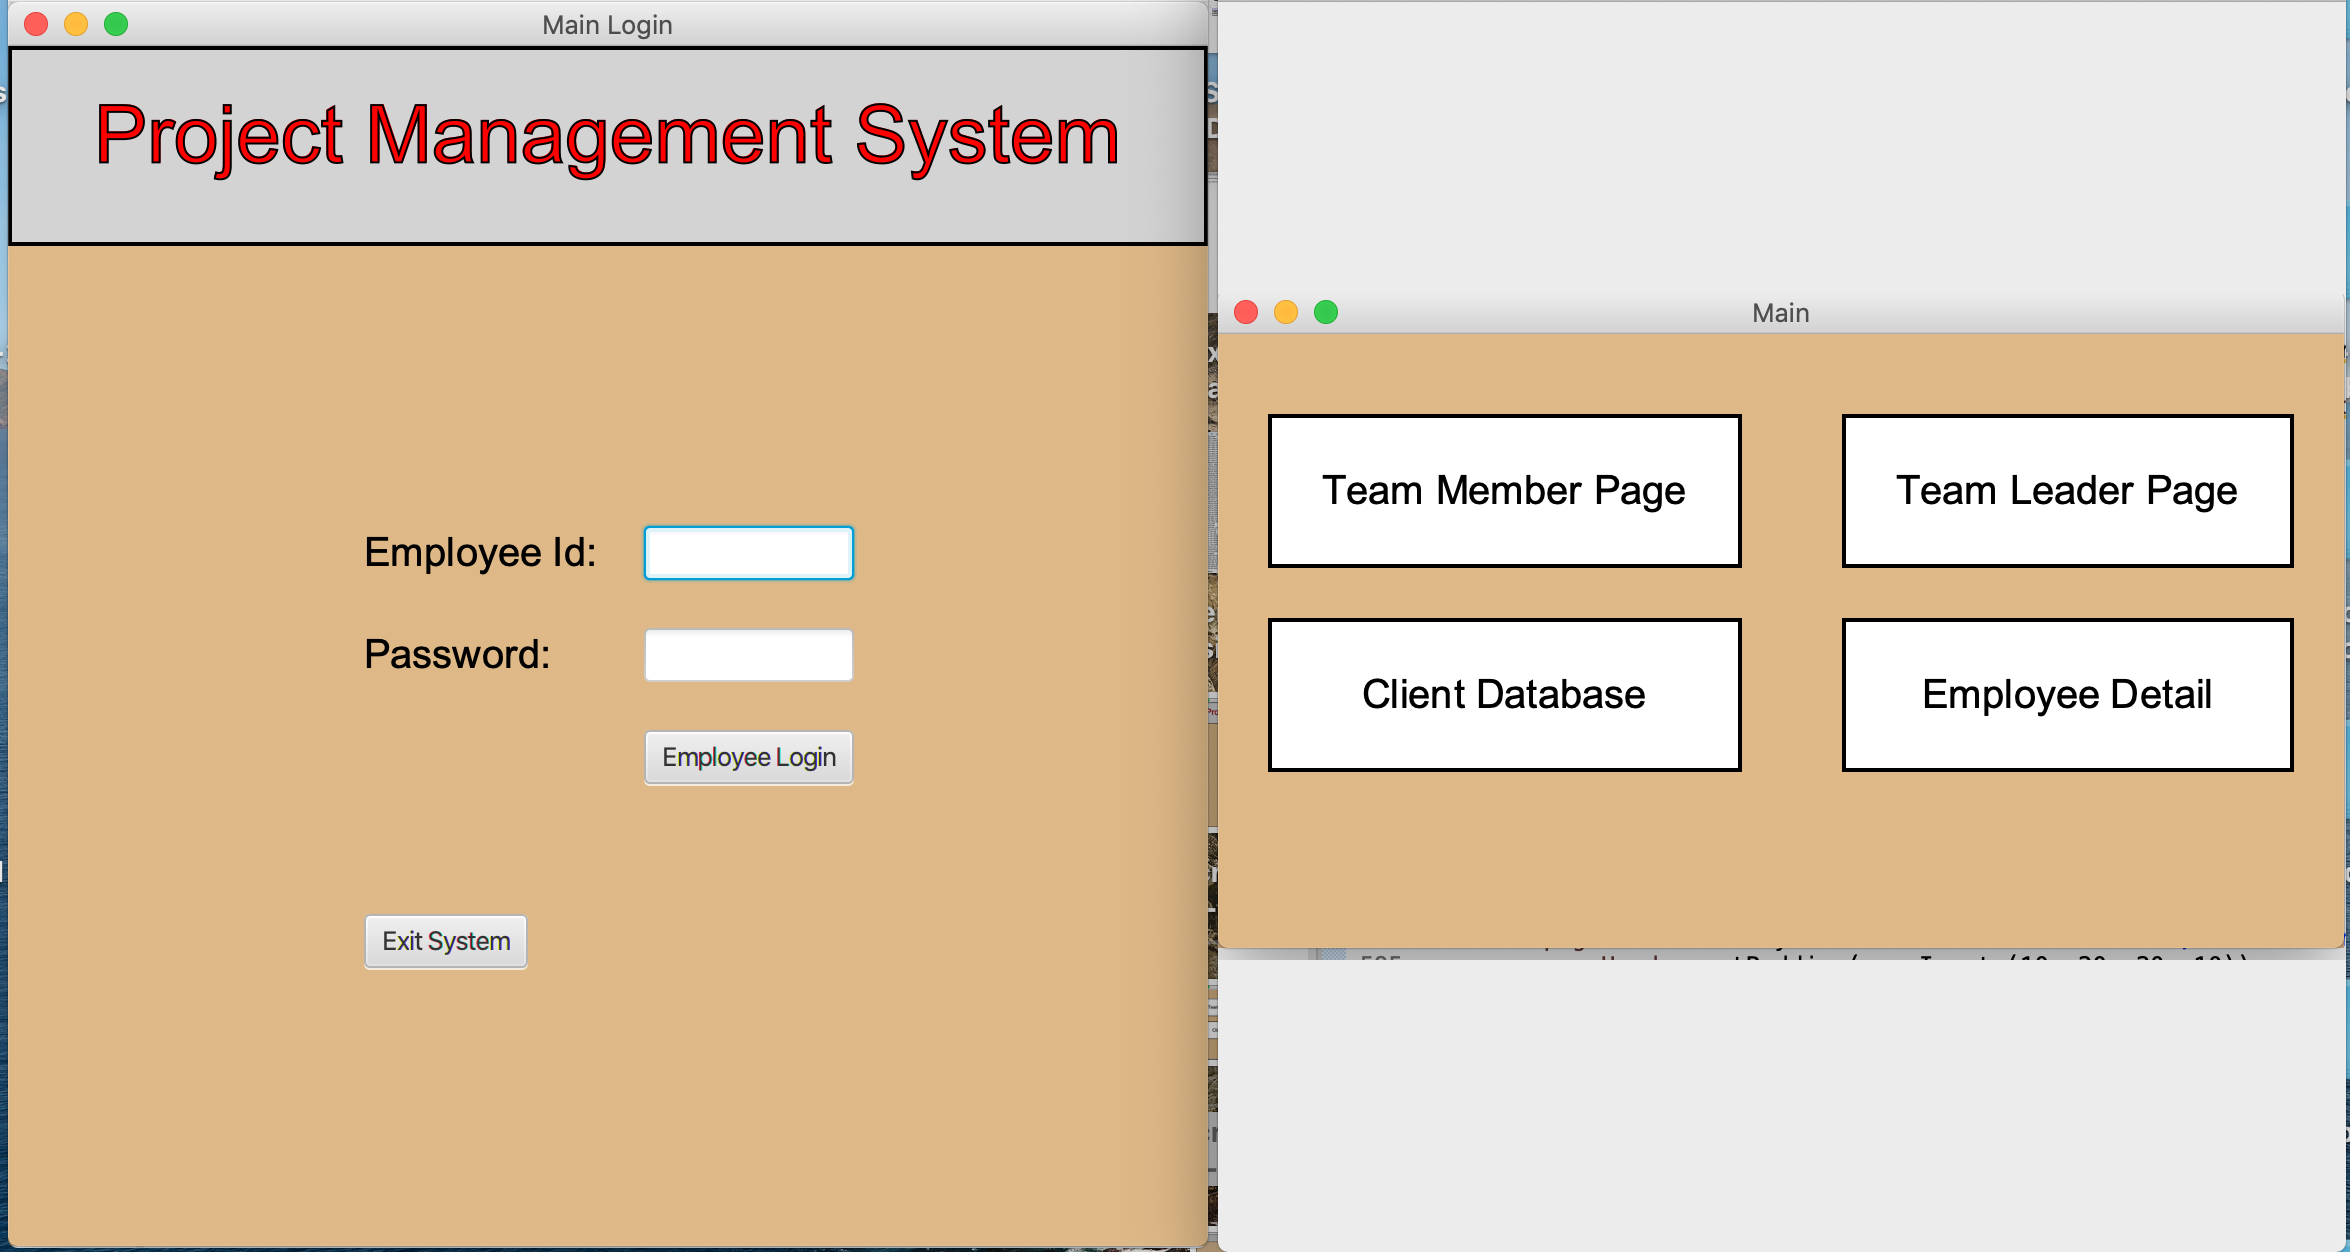 Main Login
Project Management System
Employee Id:
Password:
Employee Login
Exit System
Main
Team Member Page
Team Leader Page
Client Database
Employee Detail